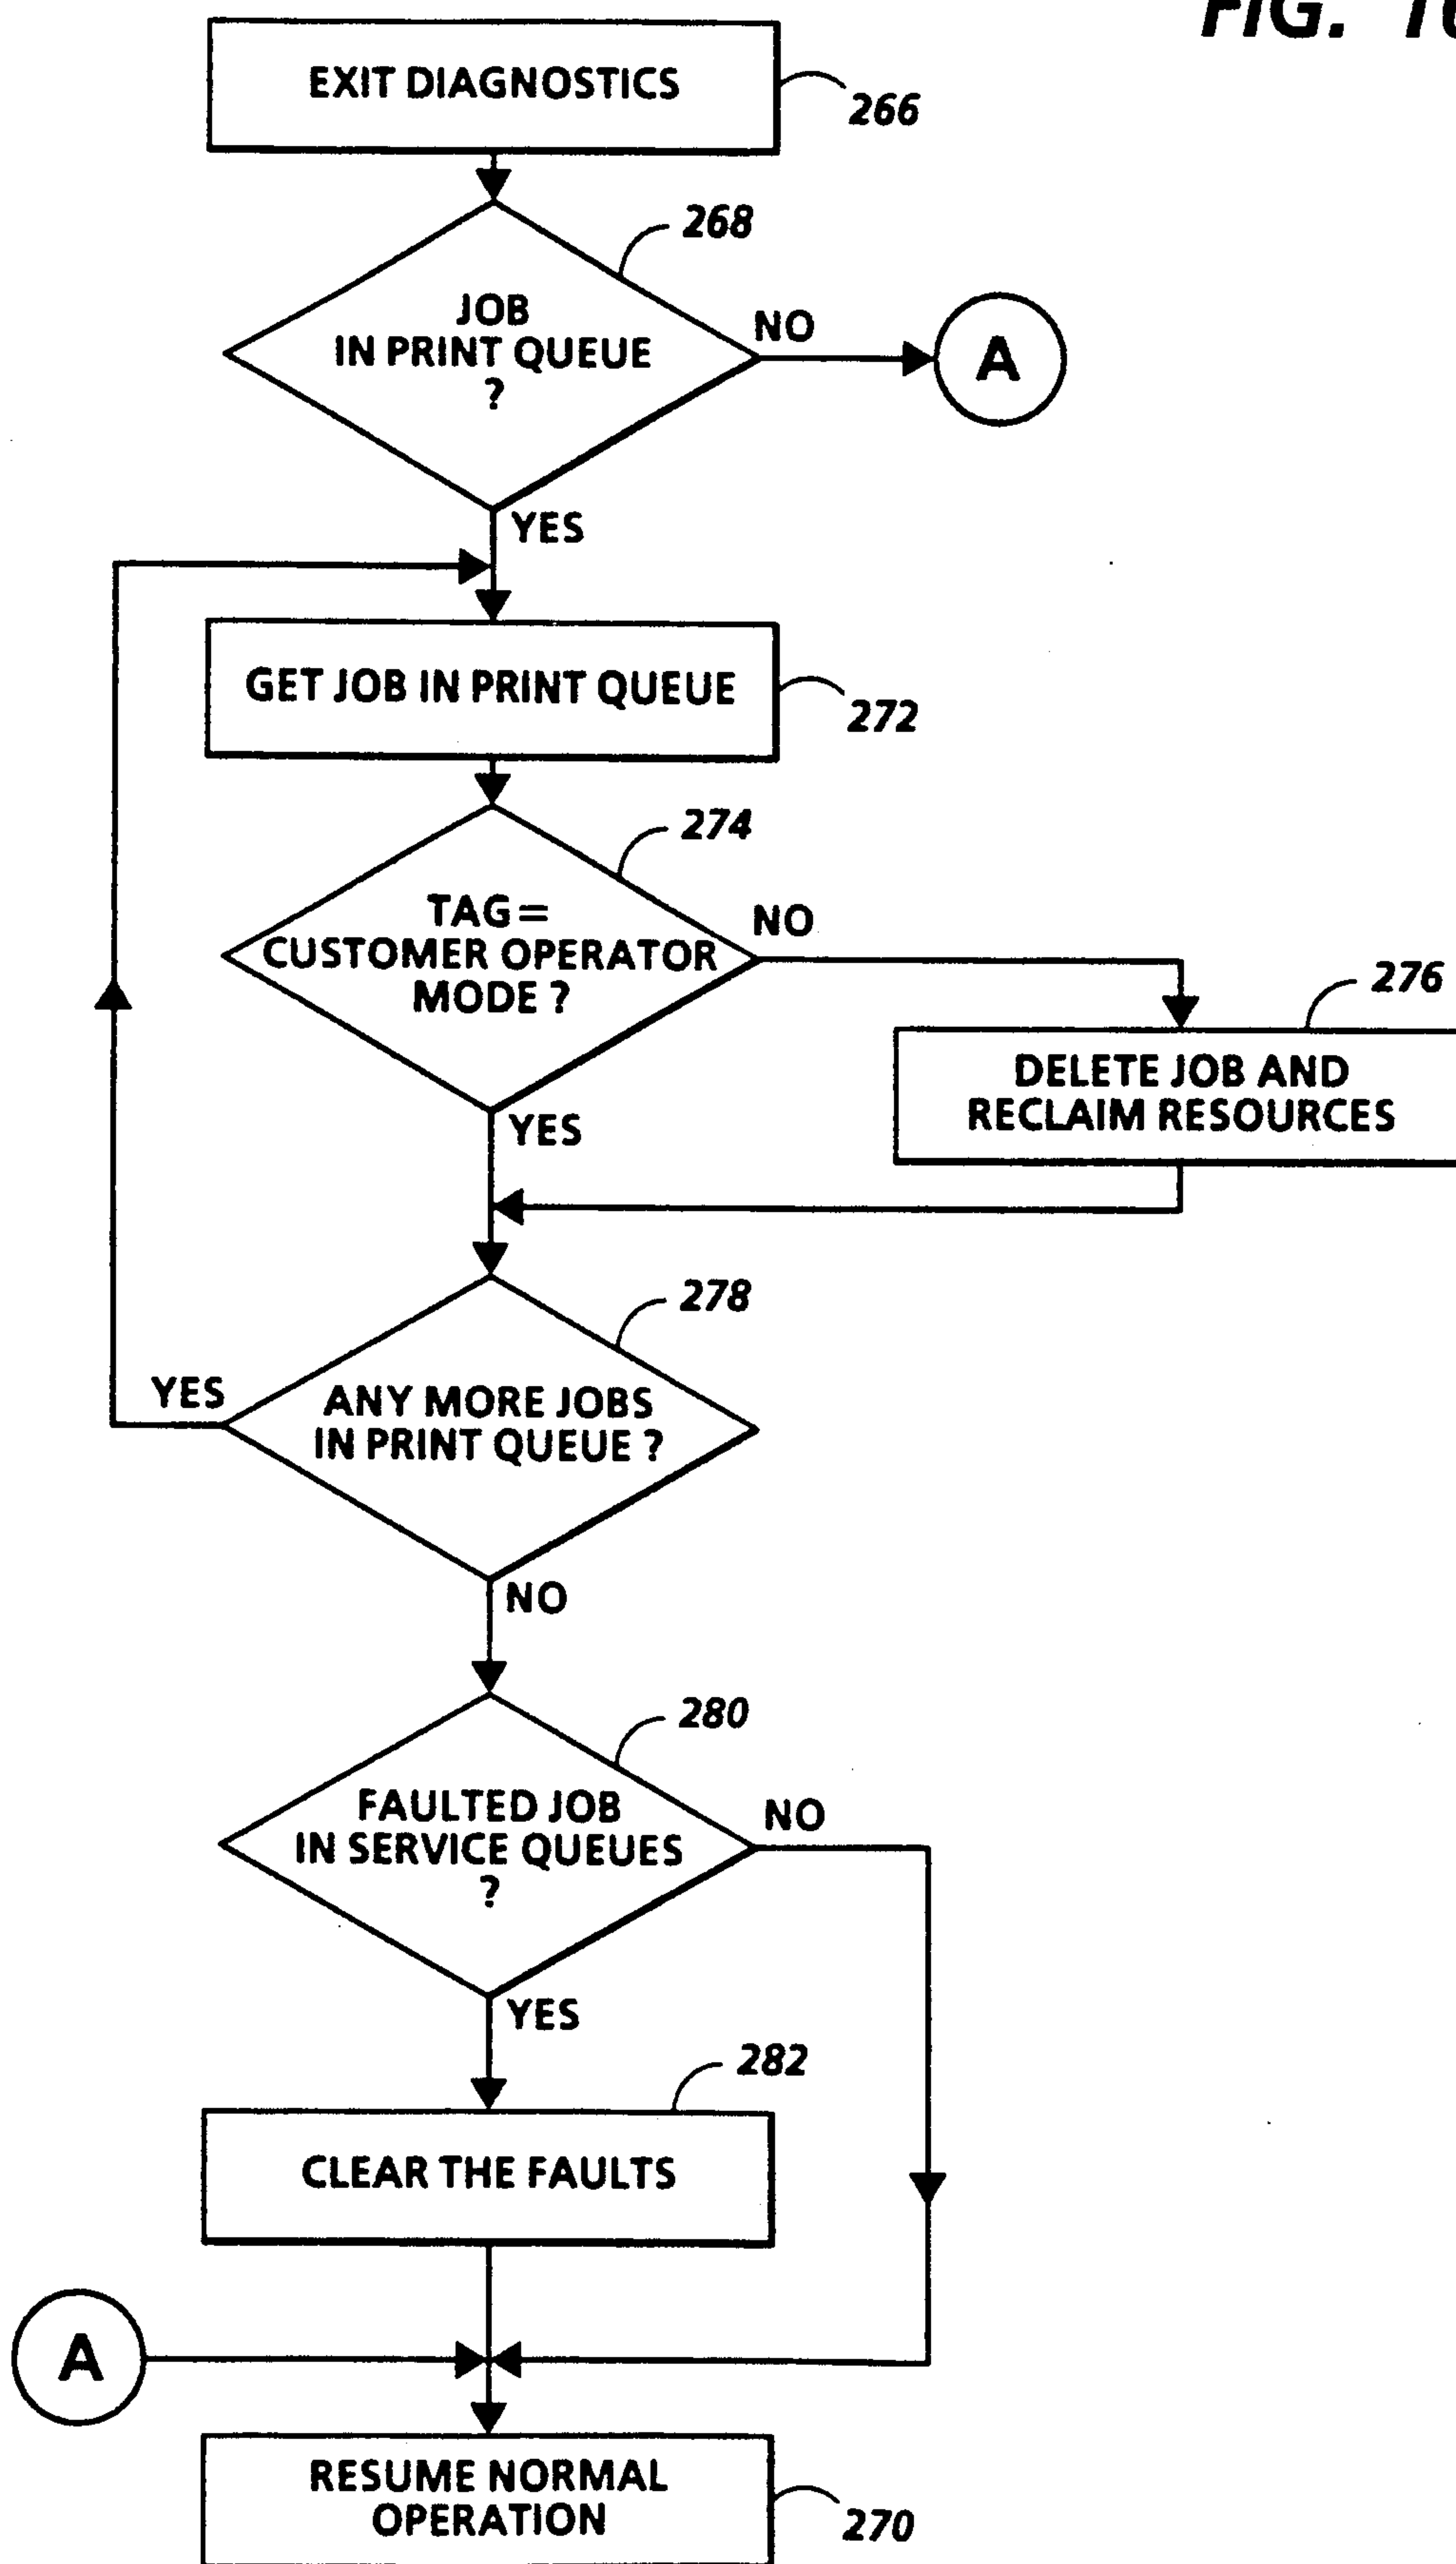 FIG. 10
EXIT DIAGNOSTICS
266
268
JOB
IN PRINT QUEUE
?
NO
A
YES
GET JOB IN PRINT QUEUE
272
274
TAG =
CUSTOMER OPERATOR
MODE ?
NO
276
DELETE JOB AND
RECLAIM RESOURCES
YES
278
YES
ANY MORE JOBS
IN PRINT QUEUE ?
NO
280
FAULTED JOB
IN SERVICE QUEUES
?
NO
YES
282
CLEAR THE FAULTS
A
RESUME NORMAL
OPERATION
270